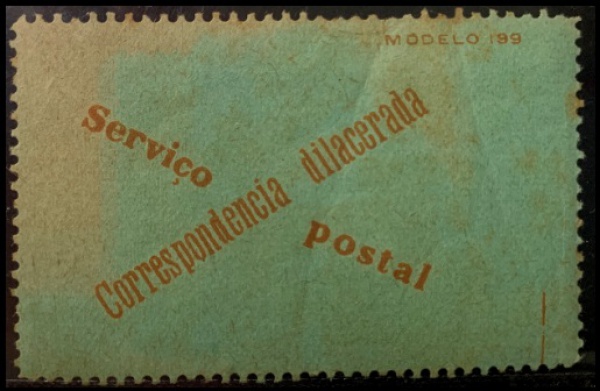 MODELO 199
Serviço postal
Correspondencia dilacerada